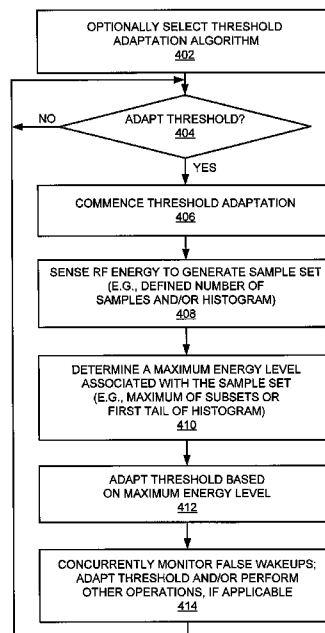 OPTIONALLY SELECT THRESHOLD
ADAPTATION ALGORITHM
402
NO
ADAPT THRESHOLD?
404
YES
COMMENCE THRESHOLD ADAPTATION
406
SENSE RF ENERGY TO GENERATE SAMPLE SET
(E.G., DEFINED NUMBER OF
SAMPLES AND/OR HISTOGRAM)
408
DETERMINE A MAXIMUM ENERGY LEVEL
ASSOCIATED WITH THE SAMPLE SET
(E.G., MAXIMUM OF SUBSETS OR
FIRST TAIL OF HISTOGRAM)
410
ADAPT THRESHOLD BASED
ON MAXIMUM ENERGY LEVEL
412
CONCURRENTLY MONITOR FALSE WAKEUPS;
ADAPT THRESHOLD AND/OR PERFORM
OTHER OPERATIONS, IF APPLICABLE
414